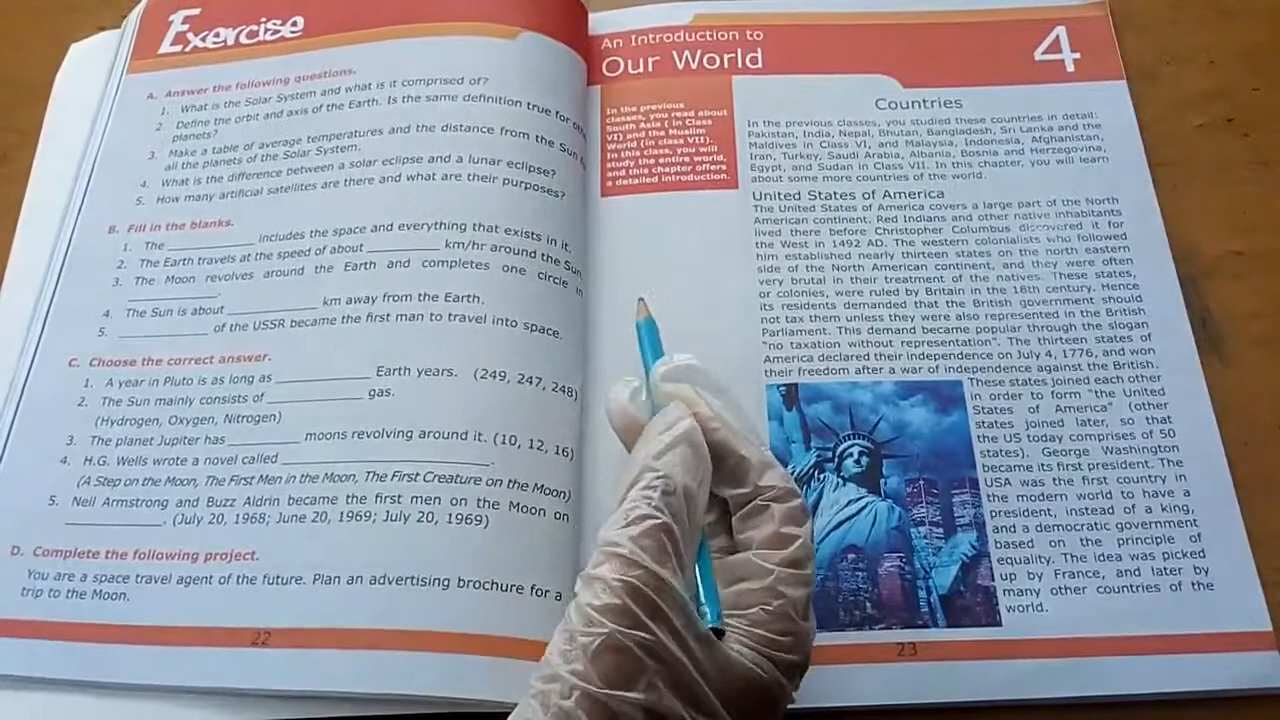 Exercise
A. Answer the following questions.
1. What is the Solar System and what is it comprised of?
2. Define the orbit and axis of the Earth. Is the same definition true for
planets?
3. Make a table of average temperatures and the distance from the Sun
all the planets of the Solar System.
4. What is the difference between a solar eclipse and a lunar eclipse?
5. How many artificial satellites are there and what are their purposes?
B. Fill in the blanks.
1. The __________ includes the space and everything that exists in it.
2. The Earth travels at the speed of about ________ km/hr around the Sun.
3. The Moon revolves around the Earth and completes one circle in
__________.
4. The Sun is about __________ km away from the Earth.
5. __________ of the USSR became the first man to travel into space.
C. Choose the correct answer.
1. A year in Pluto is as long as __________ Earth years. (249, 247, 248)
2. The Sun mainly consists of __________ gas.
(Hydrogen, Oxygen, Nitrogen)
3. The planet Jupiter has ________ moons revolving around it. (10, 12, 16)
4. H.G. Wells wrote a novel called ______________________.
(A Step on the Moon, The First Men in the Moon, The First Creature on the Moon)
5. Neil Armstrong and Buzz Aldrin became the first men on the Moon on
__________. (July 20, 1968; June 20, 1969; July 20, 1969)
D. Complete the following project.
You are a space travel agent of the future. Plan an advertising brochure for a
trip to the Moon.
22
An Introduction to
Our World
4
In the previous
classes, you read about
South Asia ( in Class
VI) and the Muslim
World (in class VII).
In this class, you will
study the entire world,
and this chapter offers
a detailed introduction.
Countries
In the previous classes, you studied these countries in detail:
Pakistan, India, Nepal, Bhutan, Bangladesh, Sri Lanka and the
Maldives in Class VI, and Malaysia, Indonesia, Afghanistan,
Iran, Turkey, Saudi Arabia, Albania, Bosnia and Herzegovina,
Egypt, and Sudan in Class VII. In this chapter, you will learn
about some more countries of the world.
United States of America
The United States of America covers a large part of the North
American continent. Red Indians and other native inhabitants
lived there before Christopher Columbus discovered it for
the West in 1492 AD. The western colonialists who followed
him established nearly thirteen states on the north eastern
side of the North American continent, and they were often
very brutal in their treatment of the natives. These states,
or colonies, were ruled by Britain in the 18th century. Hence
its residents demanded that the British government should
not tax them unless they were also represented in the British
Parliament. This demand became popular through the slogan
"no taxation without representation". The thirteen states of
America declared their independence on July 4, 1776, and won
their freedom after a war of independence against the British.
These states joined each other
in order to form "the United
States of America" (other
states joined later, so that
the US today comprises of 50
states). George Washington
became its first president. The
USA was the first country in
the modern world to have a
president, instead of a king,
and a democratic government
based on the principle of
equality. The idea was picked
up by France, and later by
many other countries of the
world.
23